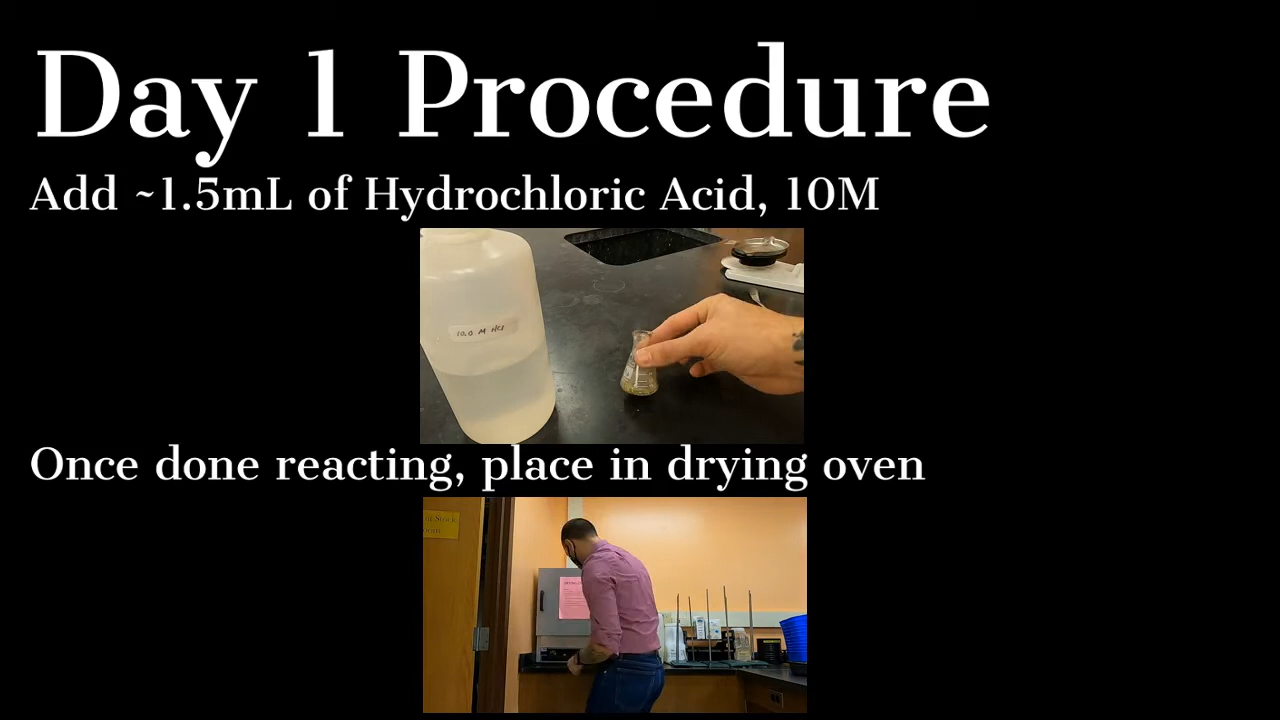 Day 1 Procedure
Add ~1.5mL of Hydrochloric Acid, 10M
10.0 M HCl
Once done reacting, place in drying oven